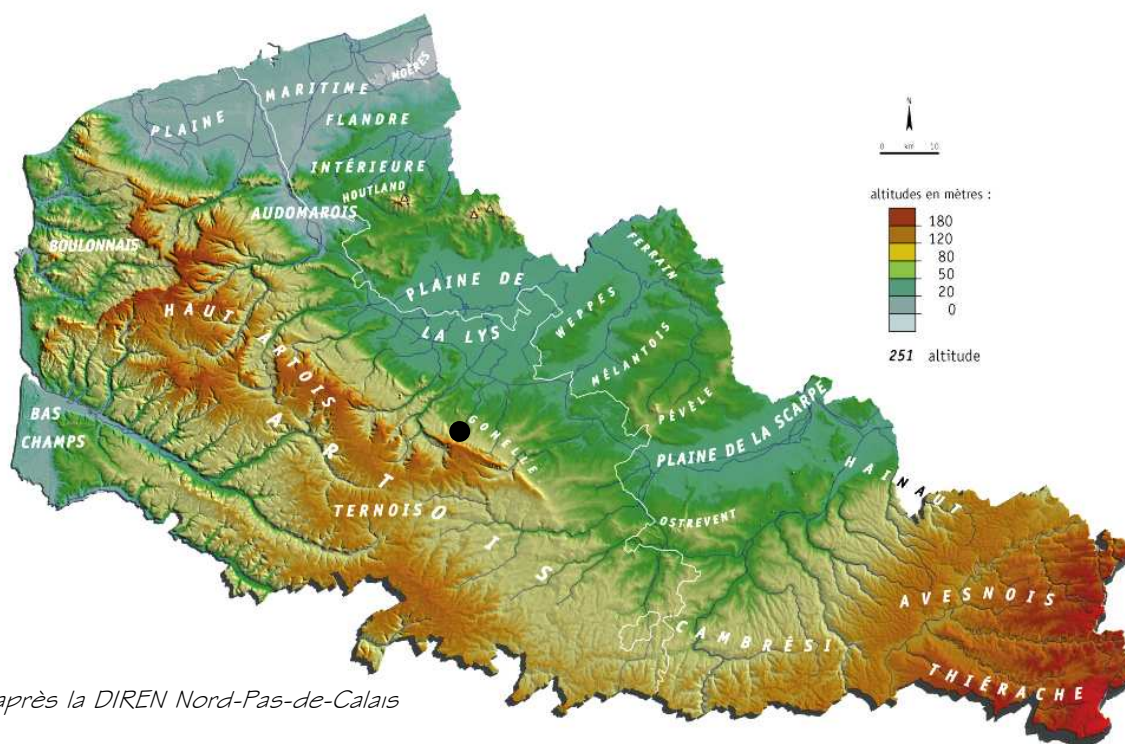 MOËRES
MARITIME
PLAINE
FLANDRE
INTÉRIEURE
HOUTLAND
AUDOMAROIS
BOULONNAIS
FERRAIN
PLAINE DE
LA LYS
WEPPES
HAUT ARTOIS
MÉLANTOIS
PÉVÈLE
BAS
CHAMPS
GOHELLE
PLAINE DE LA SCARPE
ARTOIS
HAINAUT
TERNOIS
OSTREVENT
AVESNOIS
CAMBRÉSI
THIÉRACHE
N
0 km 10
altitudes en mètres :
180
120
80
50
20
0
251 altitude
après la DIREN Nord-Pas-de-Calais